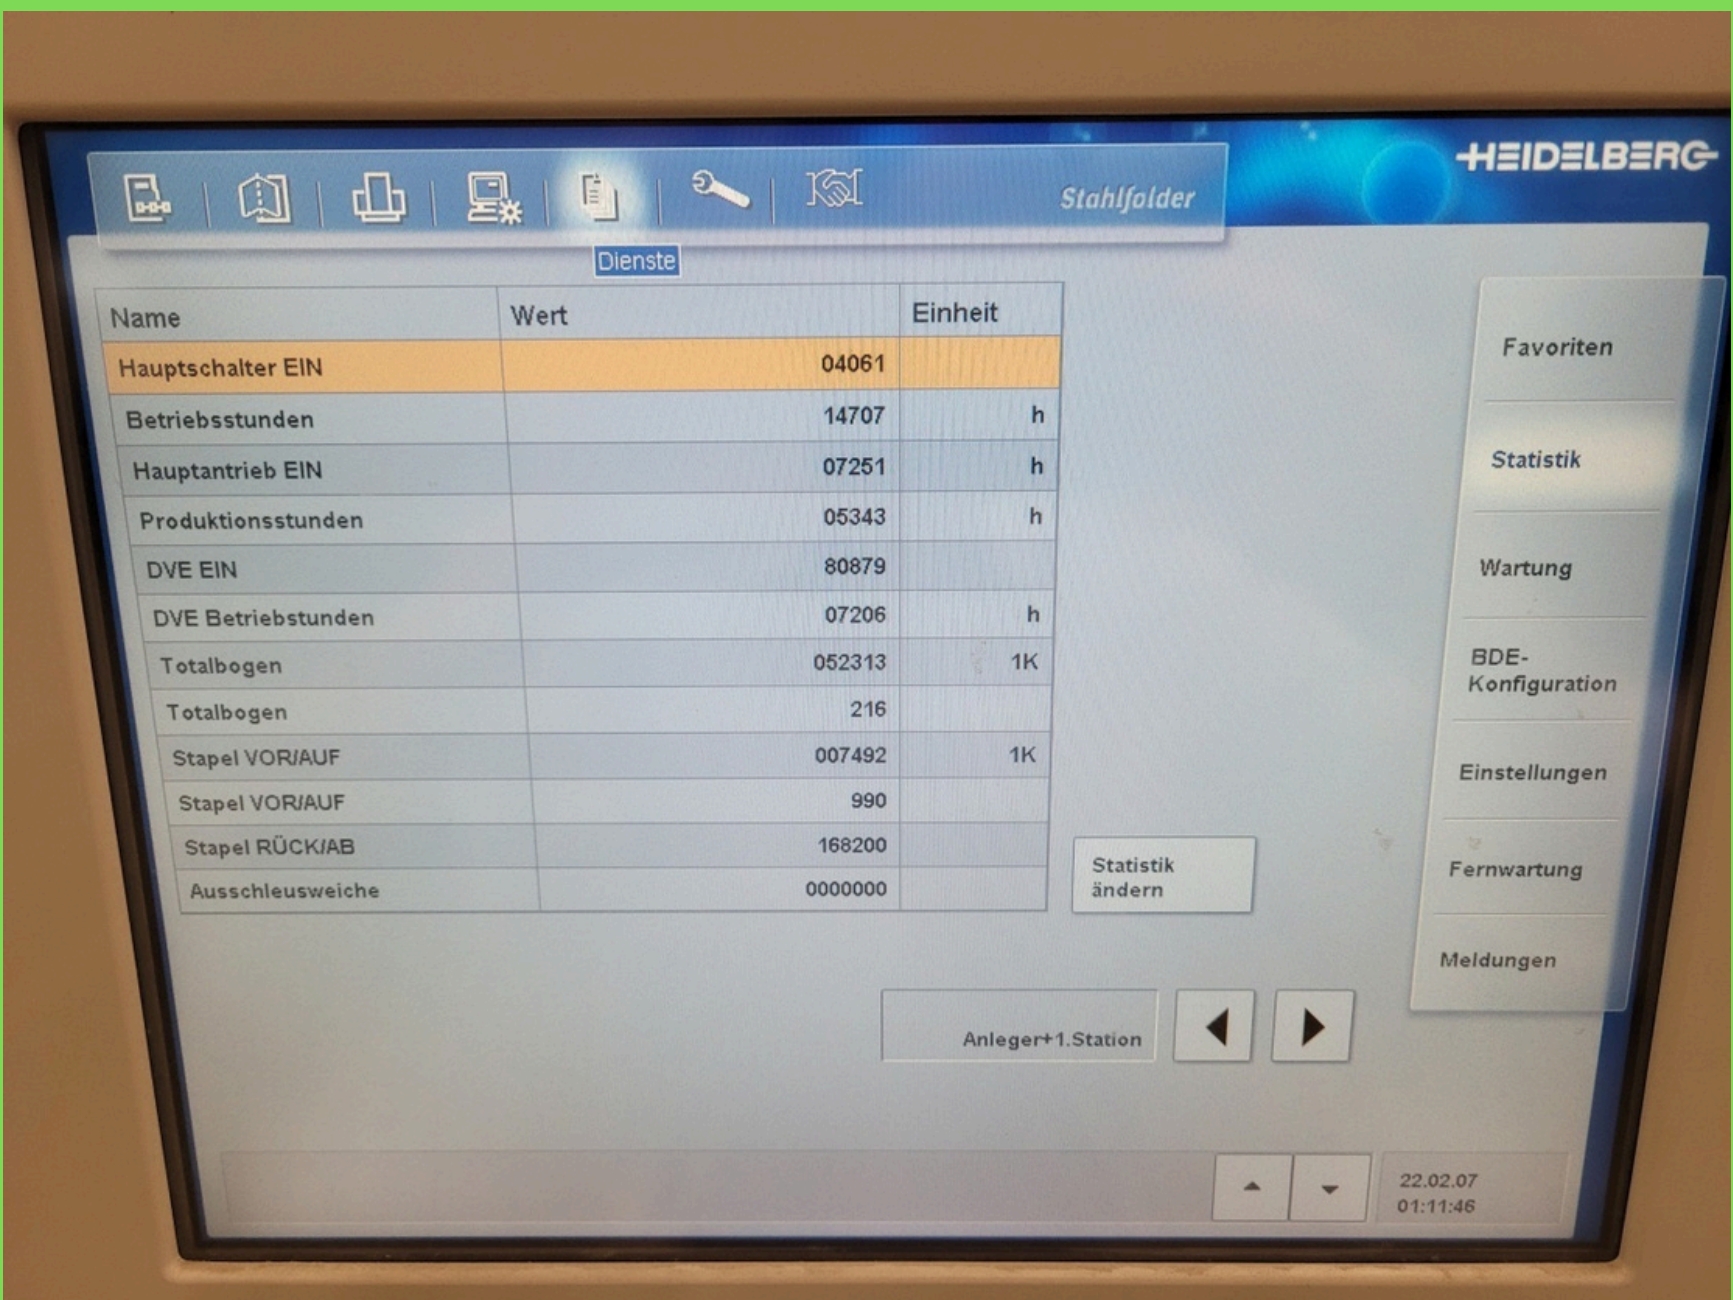 HEIDELBERG
Stahlfolder
Dienste
Name Wert Einheit
Hauptschalter EIN 04061
Betriebsstunden 14707 h
Hauptantrieb EIN 07251 h
Produktionsstunden 05343 h
DVE EIN 80879
DVE Betriebstunden 07206 h
Totalbogen 052313 1K
Totalbogen 216
Stapel VOR/AUF 007492 1K
Stapel VOR/AUF 990
Stapel RÜCK/AB 168200
Ausschleusweiche 0000000
Statistik
ändern
Anleger+1.Station
Favoriten
Statistik
Wartung
BDE-
Konfiguration
Einstellungen
Fernwartung
Meldungen
22.02.07
01:11:46